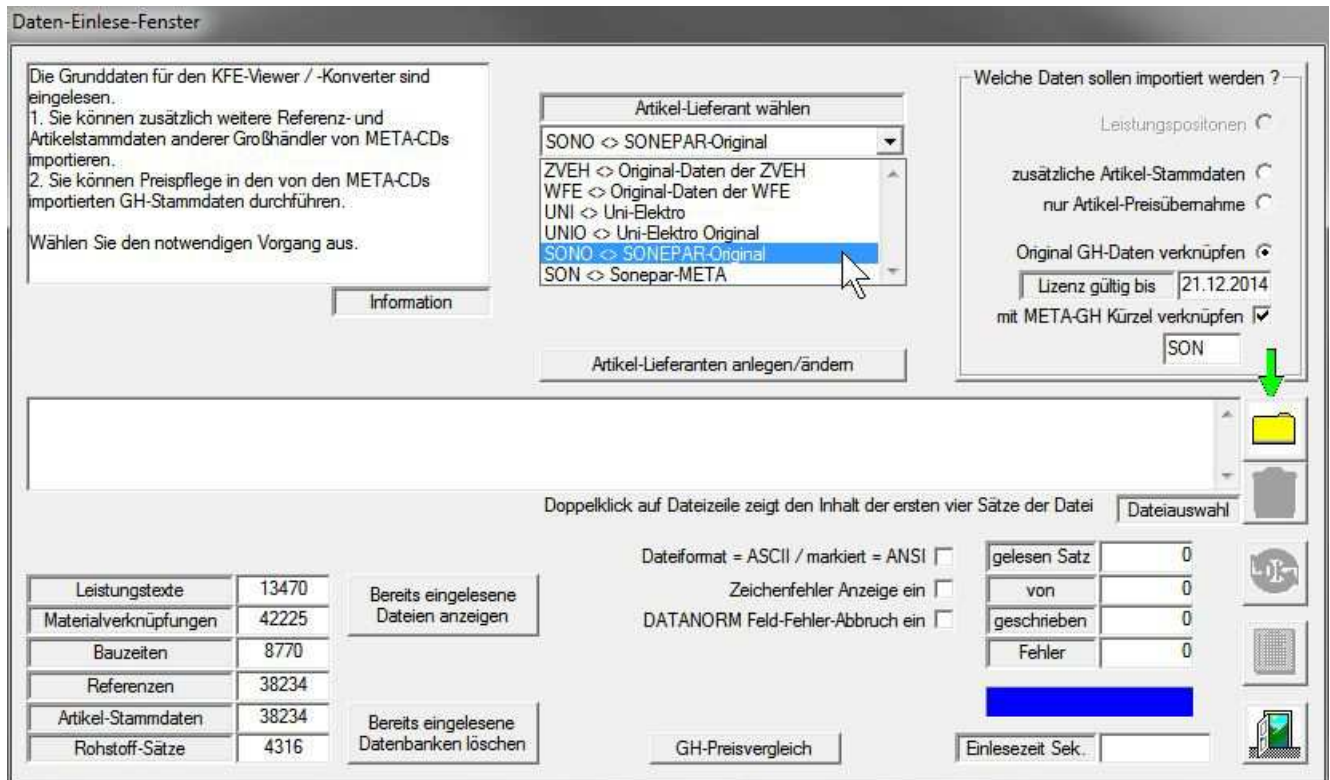 Daten-Einlese-Fenster
Die Grunddaten für den KFE-Viewer / -Konverter sind
eingelesen.
1. Sie können zusätzlich weitere Referenz- und
Artikelstammdaten anderer Großhändler von META-CDs
importieren.
2. Sie können Preispflege in den von den META-CDs
importierten GH-Stammdaten durchführen.
Wählen Sie den notwendigen Vorgang aus.
Information
Artikel-Lieferant wählen
SONO <> SONEPAR-Original
ZVEH <> Original-Daten der ZVEH
WFE <> Original-Daten der WFE
UNI <> Uni-Elektro
UNIO <> Uni-Elektro Original
SONO <> SONEPAR-Original
SON <> Sonepar-META
Artikel-Lieferanten anlegen/ändern
Welche Daten sollen importiert werden ?
Leistungspositonen
zusätzliche Artikel-Stammdaten
nur Artikel-Preisübernahme
Original GH-Daten verknüpfen
Lizenz gültig bis 21.12.2014
mit META-GH Kürzel verknüpfen
SON
Doppelklick auf Dateizeile zeigt den Inhalt der ersten vier Sätze der Datei
Dateiauswahl
Leistungstexte 13470
Materialverknüpfungen 42225
Bauzeiten 8770
Referenzen 38234
Artikel-Stammdaten 38234
Rohstoff-Sätze 4316
Bereits eingelesene
Dateien anzeigen
Bereits eingelesene
Datenbanken löschen
Dateiformat = ASCII / markiert = ANSI
Zeichenfehler Anzeige ein
DATANORM Feld-Fehler-Abbruch ein
gelesen Satz 0
von 0
geschrieben 0
Fehler 0
GH-Preisvergleich
Einlesezeit Sek.